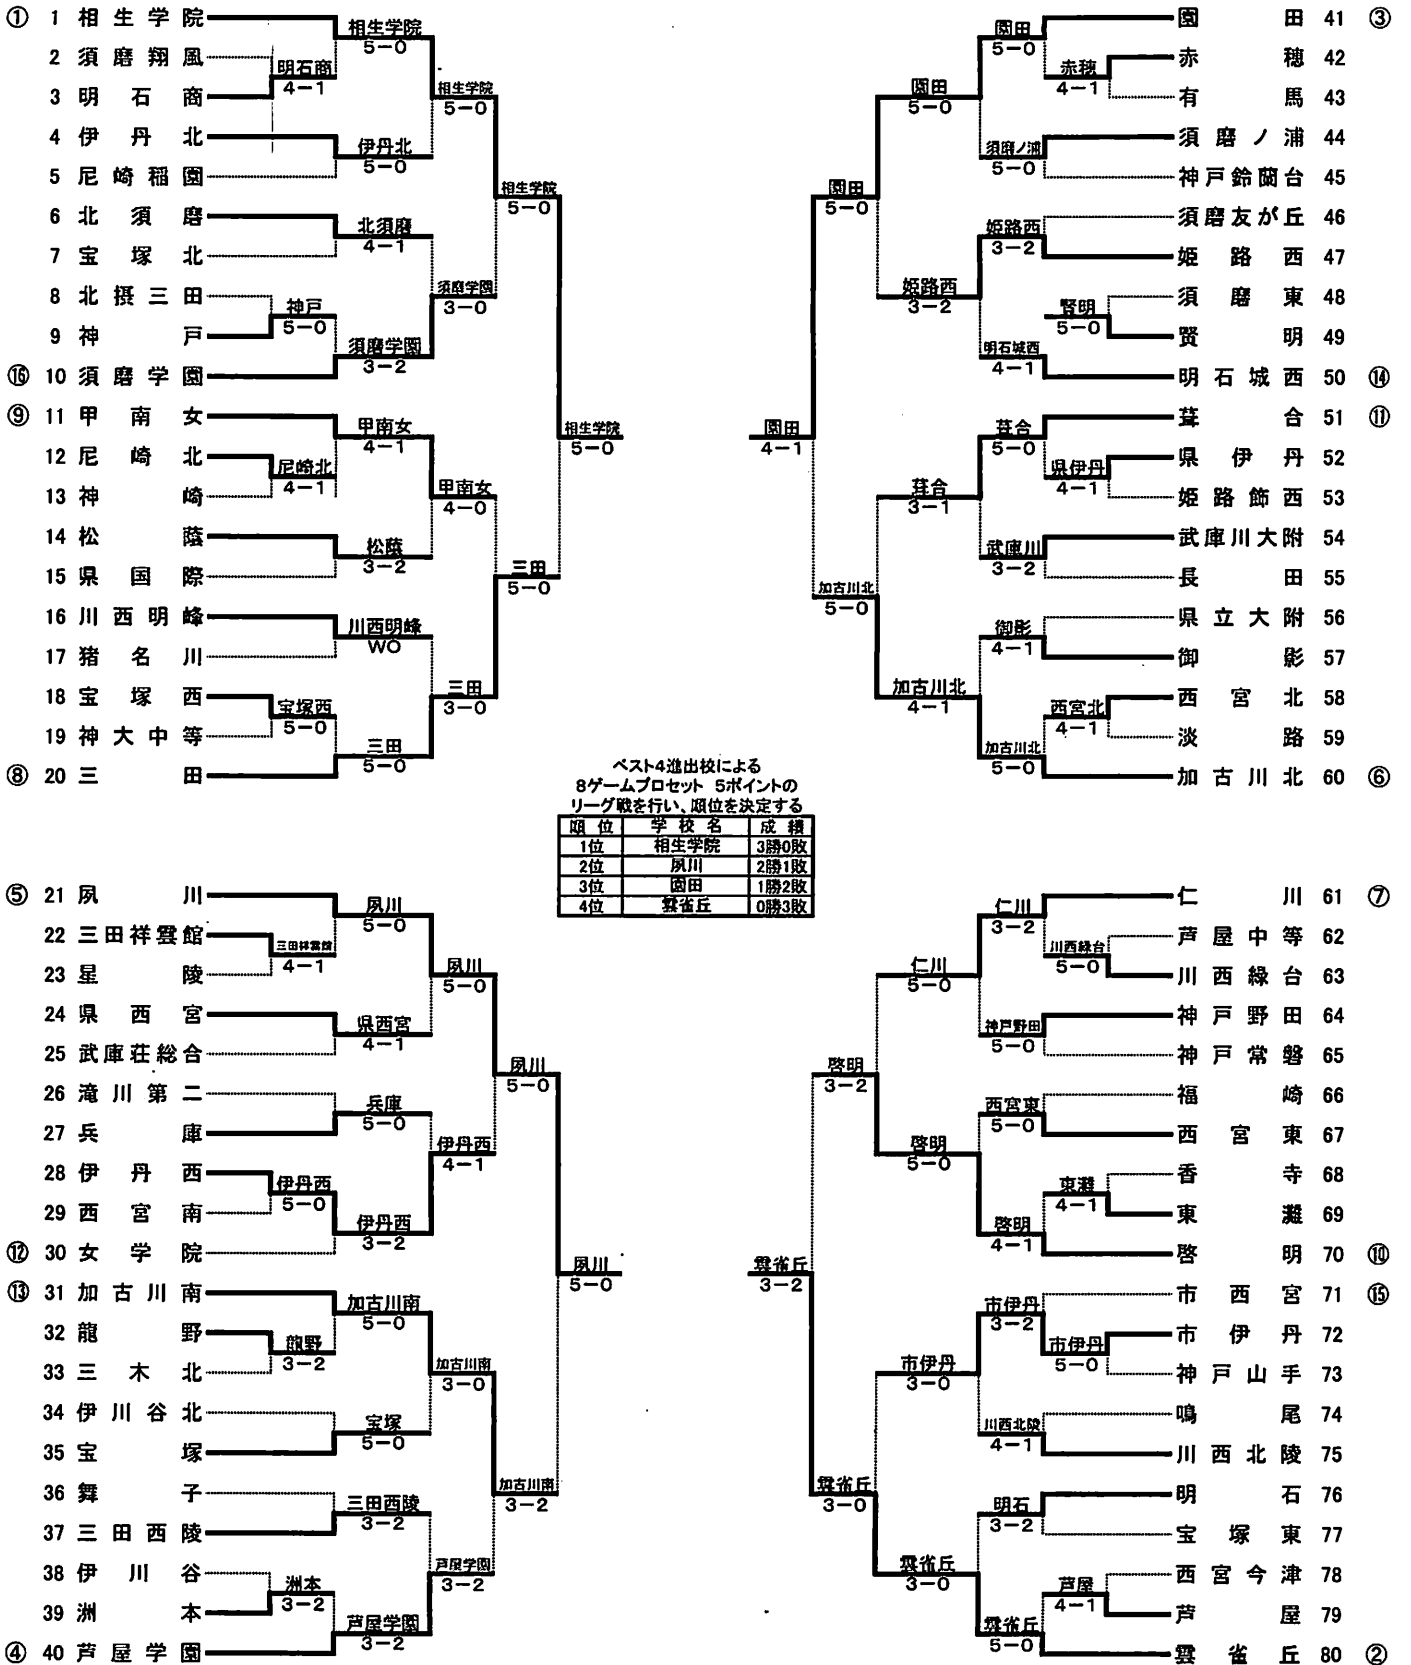 ① 1 相生学院
2 須磨翔風
3 明石商
4 伊丹北
5 尼崎稲園
6 北須磨
7 宝塚北
8 北摂三田
9 神戸
⑯ 10 須磨学園
⑨ 11 甲南女
12 尼崎北
13 神崎
14 松蔭
15 県国際
16 川西明峰
17 猪名川
18 宝塚西
19 神大中等
⑧ 20 三田
⑤ 21 夙川
22 三田祥雲館
23 星陵
24 県西宮
25 武庫荘総合
26 滝川第二
27 兵庫
28 伊丹西
29 西宮南
⑫ 30 女学院
⑬ 31 加古川南
32 龍野
33 三木北
34 伊川谷北
35 宝塚
36 舞子
37 三田西陵
38 伊川谷
39 洲本
④ 40 芦屋学園
明石商
4-1
神戸
5-0
尼崎北
4-1
宝塚西
5-0
三田祥雲館
4-1
伊丹西
5-0
龍野
3-2
洲本
3-2
相生学院
5-0
伊丹北
5-0
北須磨
4-1
須磨学園
3-2
甲南女
4-1
松蔭
3-2
川西明峰
WO
三田
5-0
夙川
5-0
県西宮
4-1
兵庫
5-0
伊丹西
3-2
加古川南
5-0
宝塚
5-0
三田西陵
3-2
芦屋学園
3-2
相生学院
5-0
須磨学園
3-0
甲南女
4-0
三田
3-0
夙川
5-0
伊丹西
4-1
加古川南
3-0
芦屋学園
3-2
相生学院
5-0
三田
5-0
夙川
5-0
加古川南
3-2
相生学院
5-0
夙川
5-0
ベスト4進出校による
8ゲームプロセット 5ポイントの
リーグ戦を行い、順位を決定する
順位 学校名 成績
1位 相生学院 3勝0敗
2位 夙川 2勝1敗
3位 園田 1勝2敗
4位 雲雀丘 0勝3敗
園田
4-1
雲雀丘
3-2
園田
5-0
加古川北
5-0
啓明
3-2
雲雀丘
3-0
園田
5-0
姫路西
3-2
葺合
3-1
加古川北
4-1
仁川
5-0
啓明
5-0
市伊丹
3-0
雲雀丘
3-0
園田
5-0
須磨ノ浦
5-0
姫路西
3-2
明石城西
4-1
葺合
5-0
武庫川
3-2
御影
4-1
加古川北
5-0
仁川
3-2
神戸野田
5-0
西宮東
5-0
啓明
4-1
市伊丹
3-2
川西北陵
4-1
明石
3-2
雲雀丘
5-0
赤穂
4-1
賢明
5-0
県伊丹
4-1
西宮北
4-1
川西緑台
5-0
東灘
4-1
市伊丹
5-0
芦屋
4-1
園田 41 ③
赤穂 42
有馬 43
須磨ノ浦 44
神戸鈴蘭台 45
須磨友が丘 46
姫路西 47
須磨東 48
賢明 49
明石城西 50 ⑭
葺合 51 ⑪
県伊丹 52
姫路飾西 53
武庫川大附 54
長田 55
県立大附 56
御影 57
西宮北 58
淡路 59
加古川北 60 ⑥
仁川 61 ⑦
芦屋中等 62
川西緑台 63
神戸野田 64
神戸常磐 65
福崎 66
西宮東 67
香寺 68
東灘 69
啓明 70 ⑩
市西宮 71 ⑮
市伊丹 72
神戸山手 73
鳴尾 74
川西北陵 75
明石 76
宝塚東 77
西宮今津 78
芦屋 79
雲雀丘 80 ②